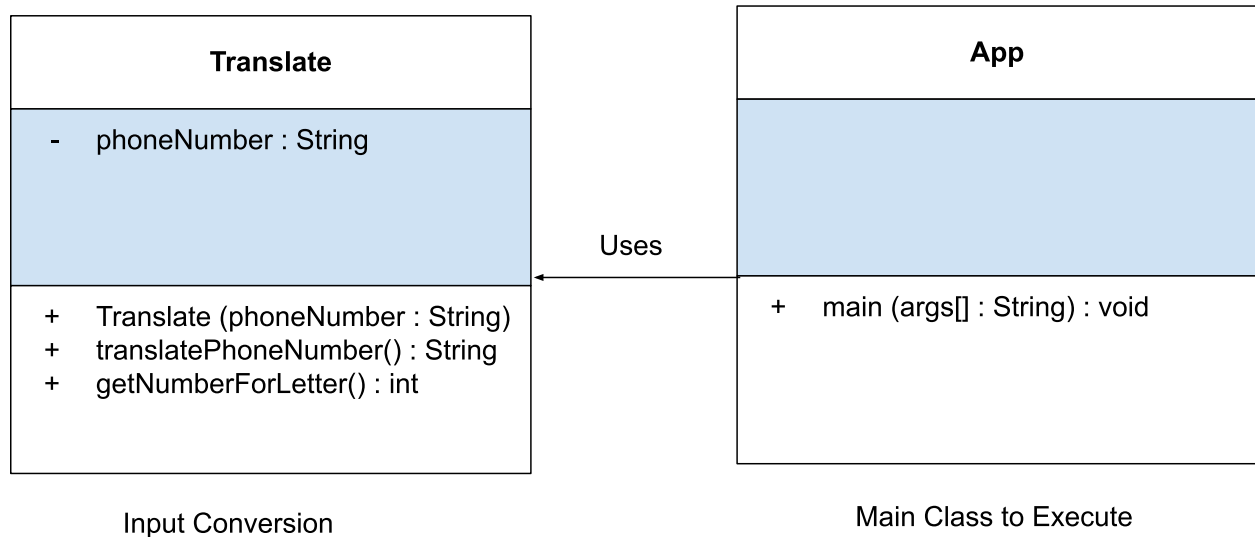 Translate
- phoneNumber : String
+ Translate (phoneNumber : String)
+ translatePhoneNumber() : String
+ getNumberForLetter() : int
Input Conversion
Uses
App
+ main (args[] : String) : void
Main Class to Execute